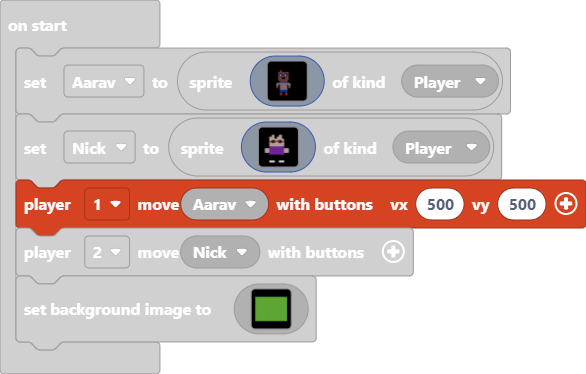 on start
set Aarav to sprite of kind Player
set Nick to sprite of kind Player
player 1 move Aarav with buttons vx 500 vy 500
player 2 move Nick with buttons
set background image to